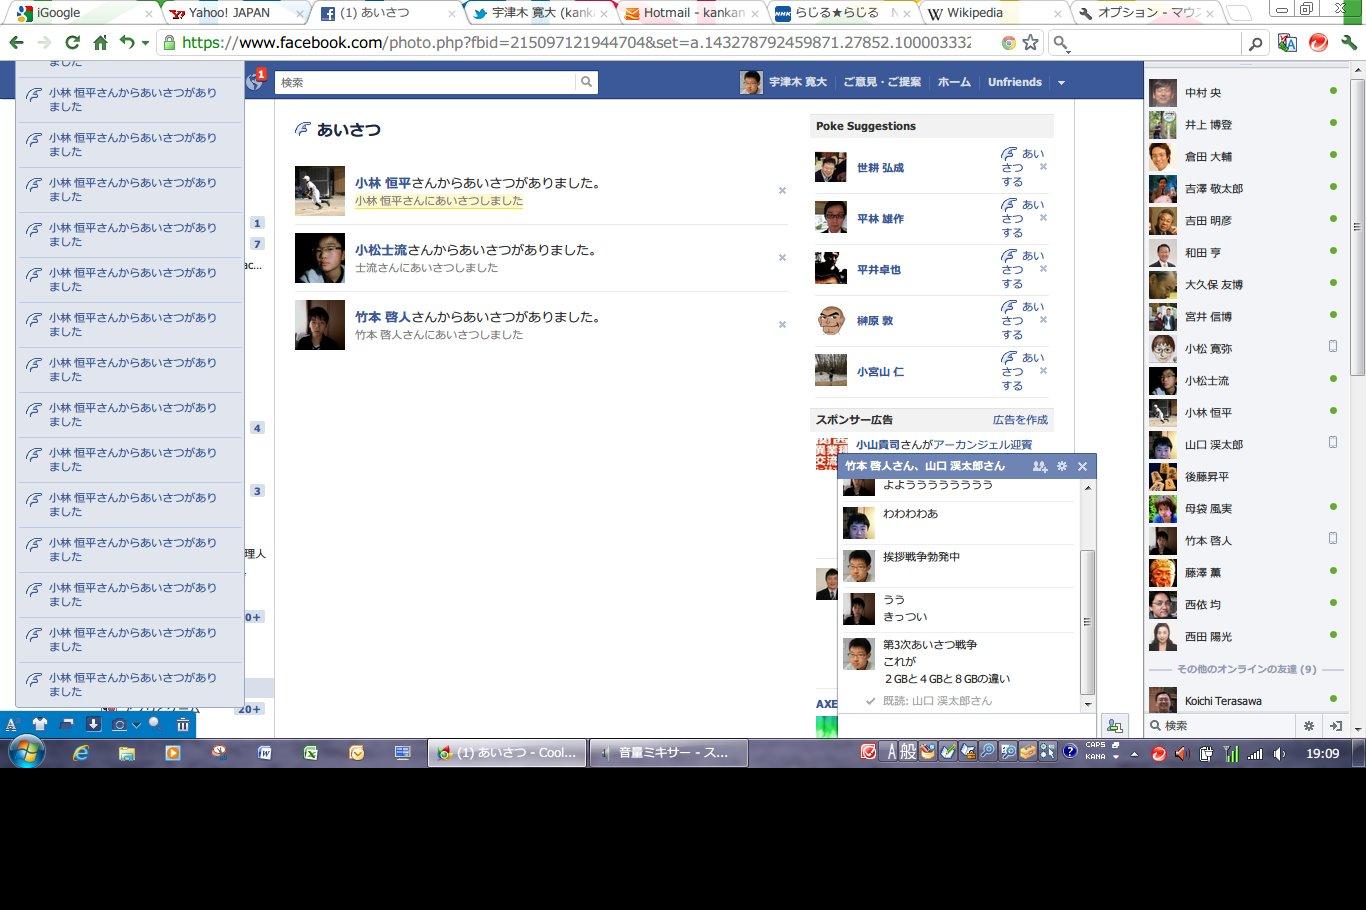 iGoogle
Yahoo! JAPAN
(1) あいさつ
宇津木 寛大 (kank
Hotmail - kankan
NHK らじる★らじる N
Wikipedia
オプション - マウス
https://www.facebook.com/photo.php?fbid=215097121944704&set=a.143278792459871.27852.100003332
ました
小林 恒平さんからあいさつがあり
ました
小林 恒平さんからあいさつがあり
ました
小林 恒平さんからあいさつがあり
ました
小林 恒平さんからあいさつがあり
ました
小林 恒平さんからあいさつがあり
ました
小林 恒平さんからあいさつがあり
ました
小林 恒平さんからあいさつがあり
ました
小林 恒平さんからあいさつがあり
ました
小林 恒平さんからあいさつがあり
ました
小林 恒平さんからあいさつがあり
ました
小林 恒平さんからあいさつがあり
ました
小林 恒平さんからあいさつがあり
ました
小林 恒平さんからあいさつがあり
ました
小林 恒平さんからあいさつがあり
ました
1
検索
宇津木 寛大
ご意見・ご提案
ホーム
Unfriends
1
7
ac...
4
3
理人
0+
20+
あいさつ
小林 恒平さんからあいさつがありました。
小林 恒平さんにあいさつしました
小松士流さんからあいさつがありました。
士流さんにあいさつしました
竹本 啓人さんからあいさつがありました。
竹本 啓人さんにあいさつしました
Poke Suggestions
世耕 弘成
あい
さつ
する
平林 雄作
あい
さつ
する
平井卓也
あい
さつ
する
榊原 敦
あい
さつ
する
小宮山 仁
あい
さつ
する
スポンサー広告
広告を作成
小山貴司さんがアーカンジェル迎賓
AXE
竹本 啓人さん、山口 渓太郎さん
よようううううううう
わわわわあ
挨拶戦争勃発中
うう
きっつい
第3次あいさつ戦争
これが
２GBと４GBと８GBの違い
既読: 山口 渓太郎さん
中村 央
井上 博登
倉田 大輔
吉澤 敬太郎
吉田 明彦
和田 亨
大久保 友博
宮井 信博
小松 寛弥
小松士流
小林 恒平
山口 渓太郎
後藤昇平
母袋 風実
竹本 啓人
藤澤 薫
西依 均
西田 陽光
その他のオンラインの友達 (9)
Koichi Terasawa
検索
(1) あいさつ - Cool...
音量ミキサー - ス...
A 般
CAPS
KANA
19:09